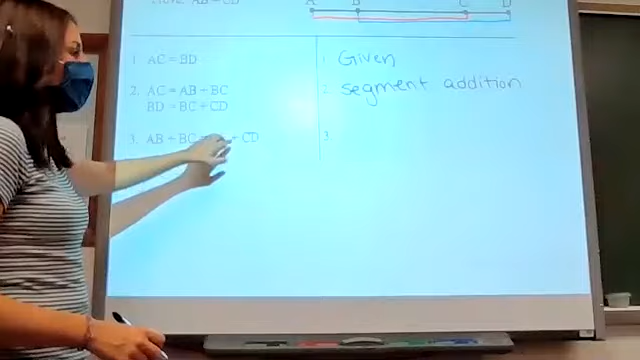 AB = CD
A B C D
1. AC = BD
1. Given
2. AC = AB + BC
BD = BC + CD
2. segment addition
3. AB + BC = + CD
3.